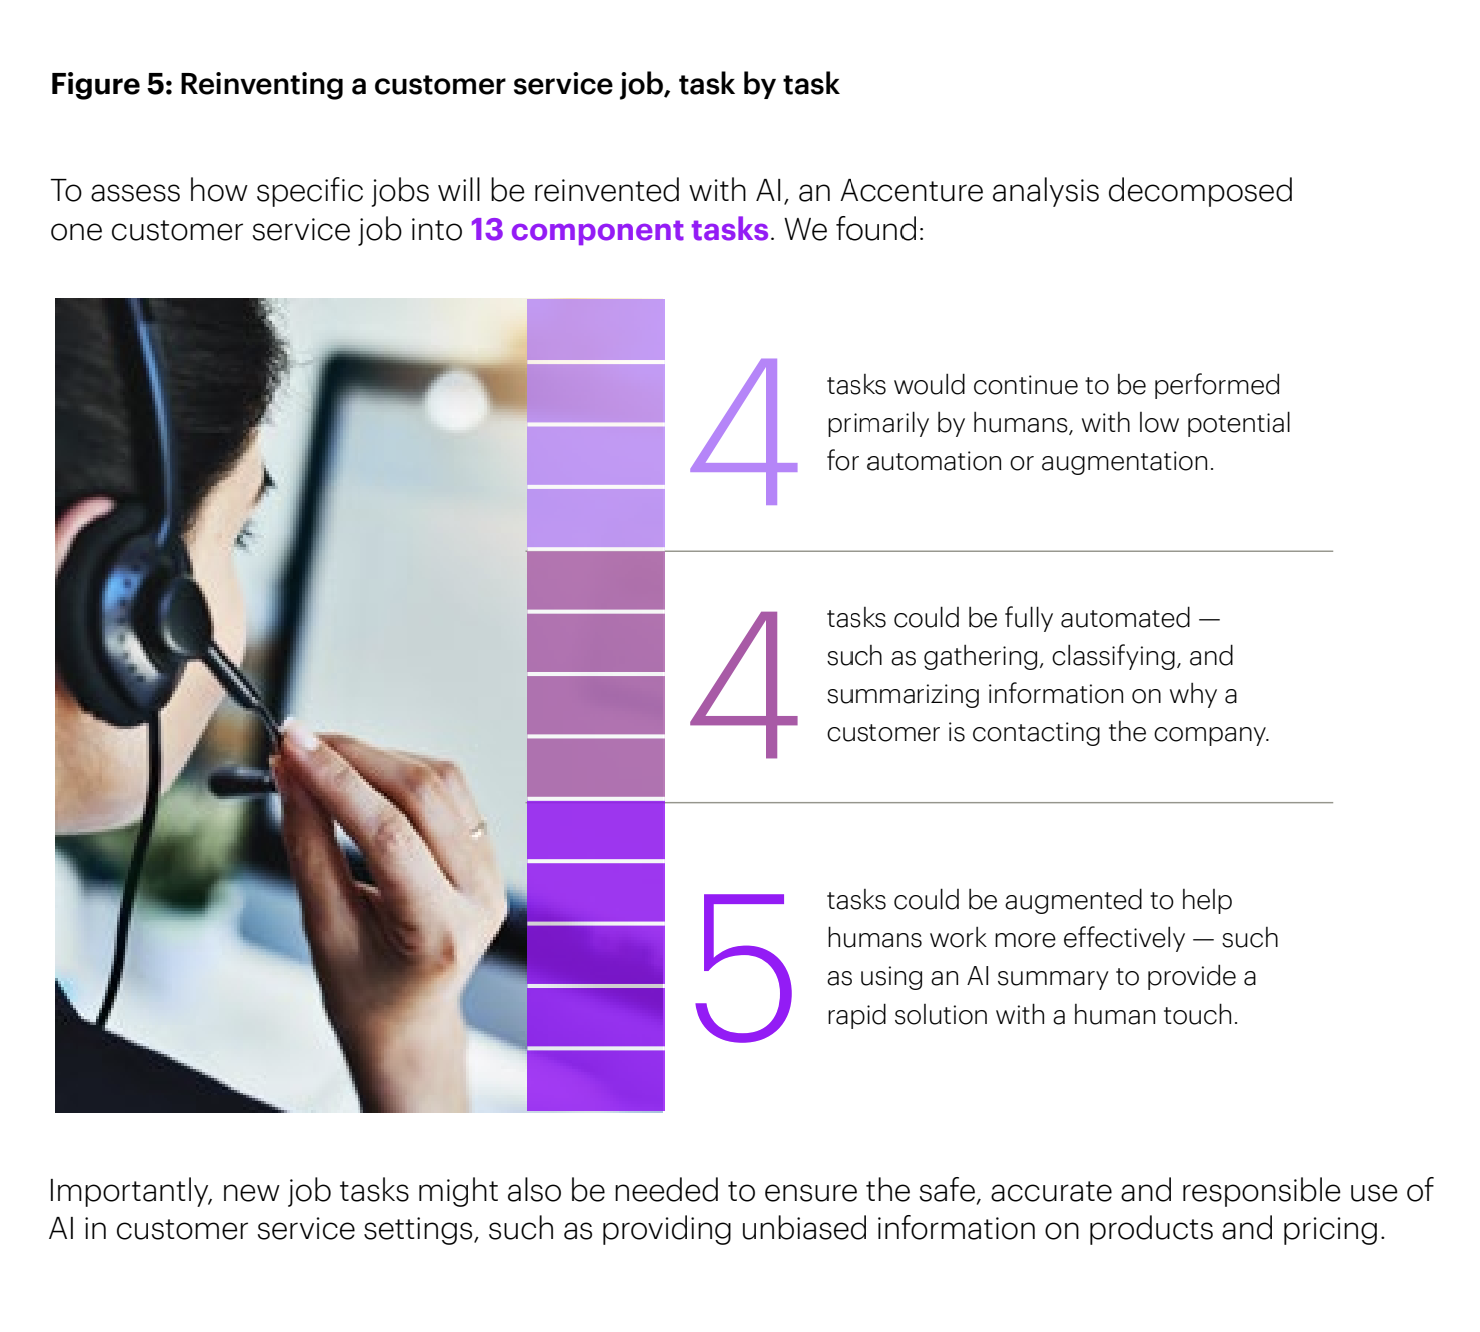 Figure 5: Reinventing a customer service job, task by task
To assess how specific jobs will be reinvented with AI, an Accenture analysis decomposed
one customer service job into 13 component tasks. We found:
4
tasks would continue to be performed
primarily by humans, with low potential
for automation or augmentation.
4
tasks could be fully automated —
such as gathering, classifying, and
summarizing information on why a
customer is contacting the company.
5
tasks could be augmented to help
humans work more effectively — such
as using an AI summary to provide a
rapid solution with a human touch.
Importantly, new job tasks might also be needed to ensure the safe, accurate and responsible use of
AI in customer service settings, such as providing unbiased information on products and pricing.